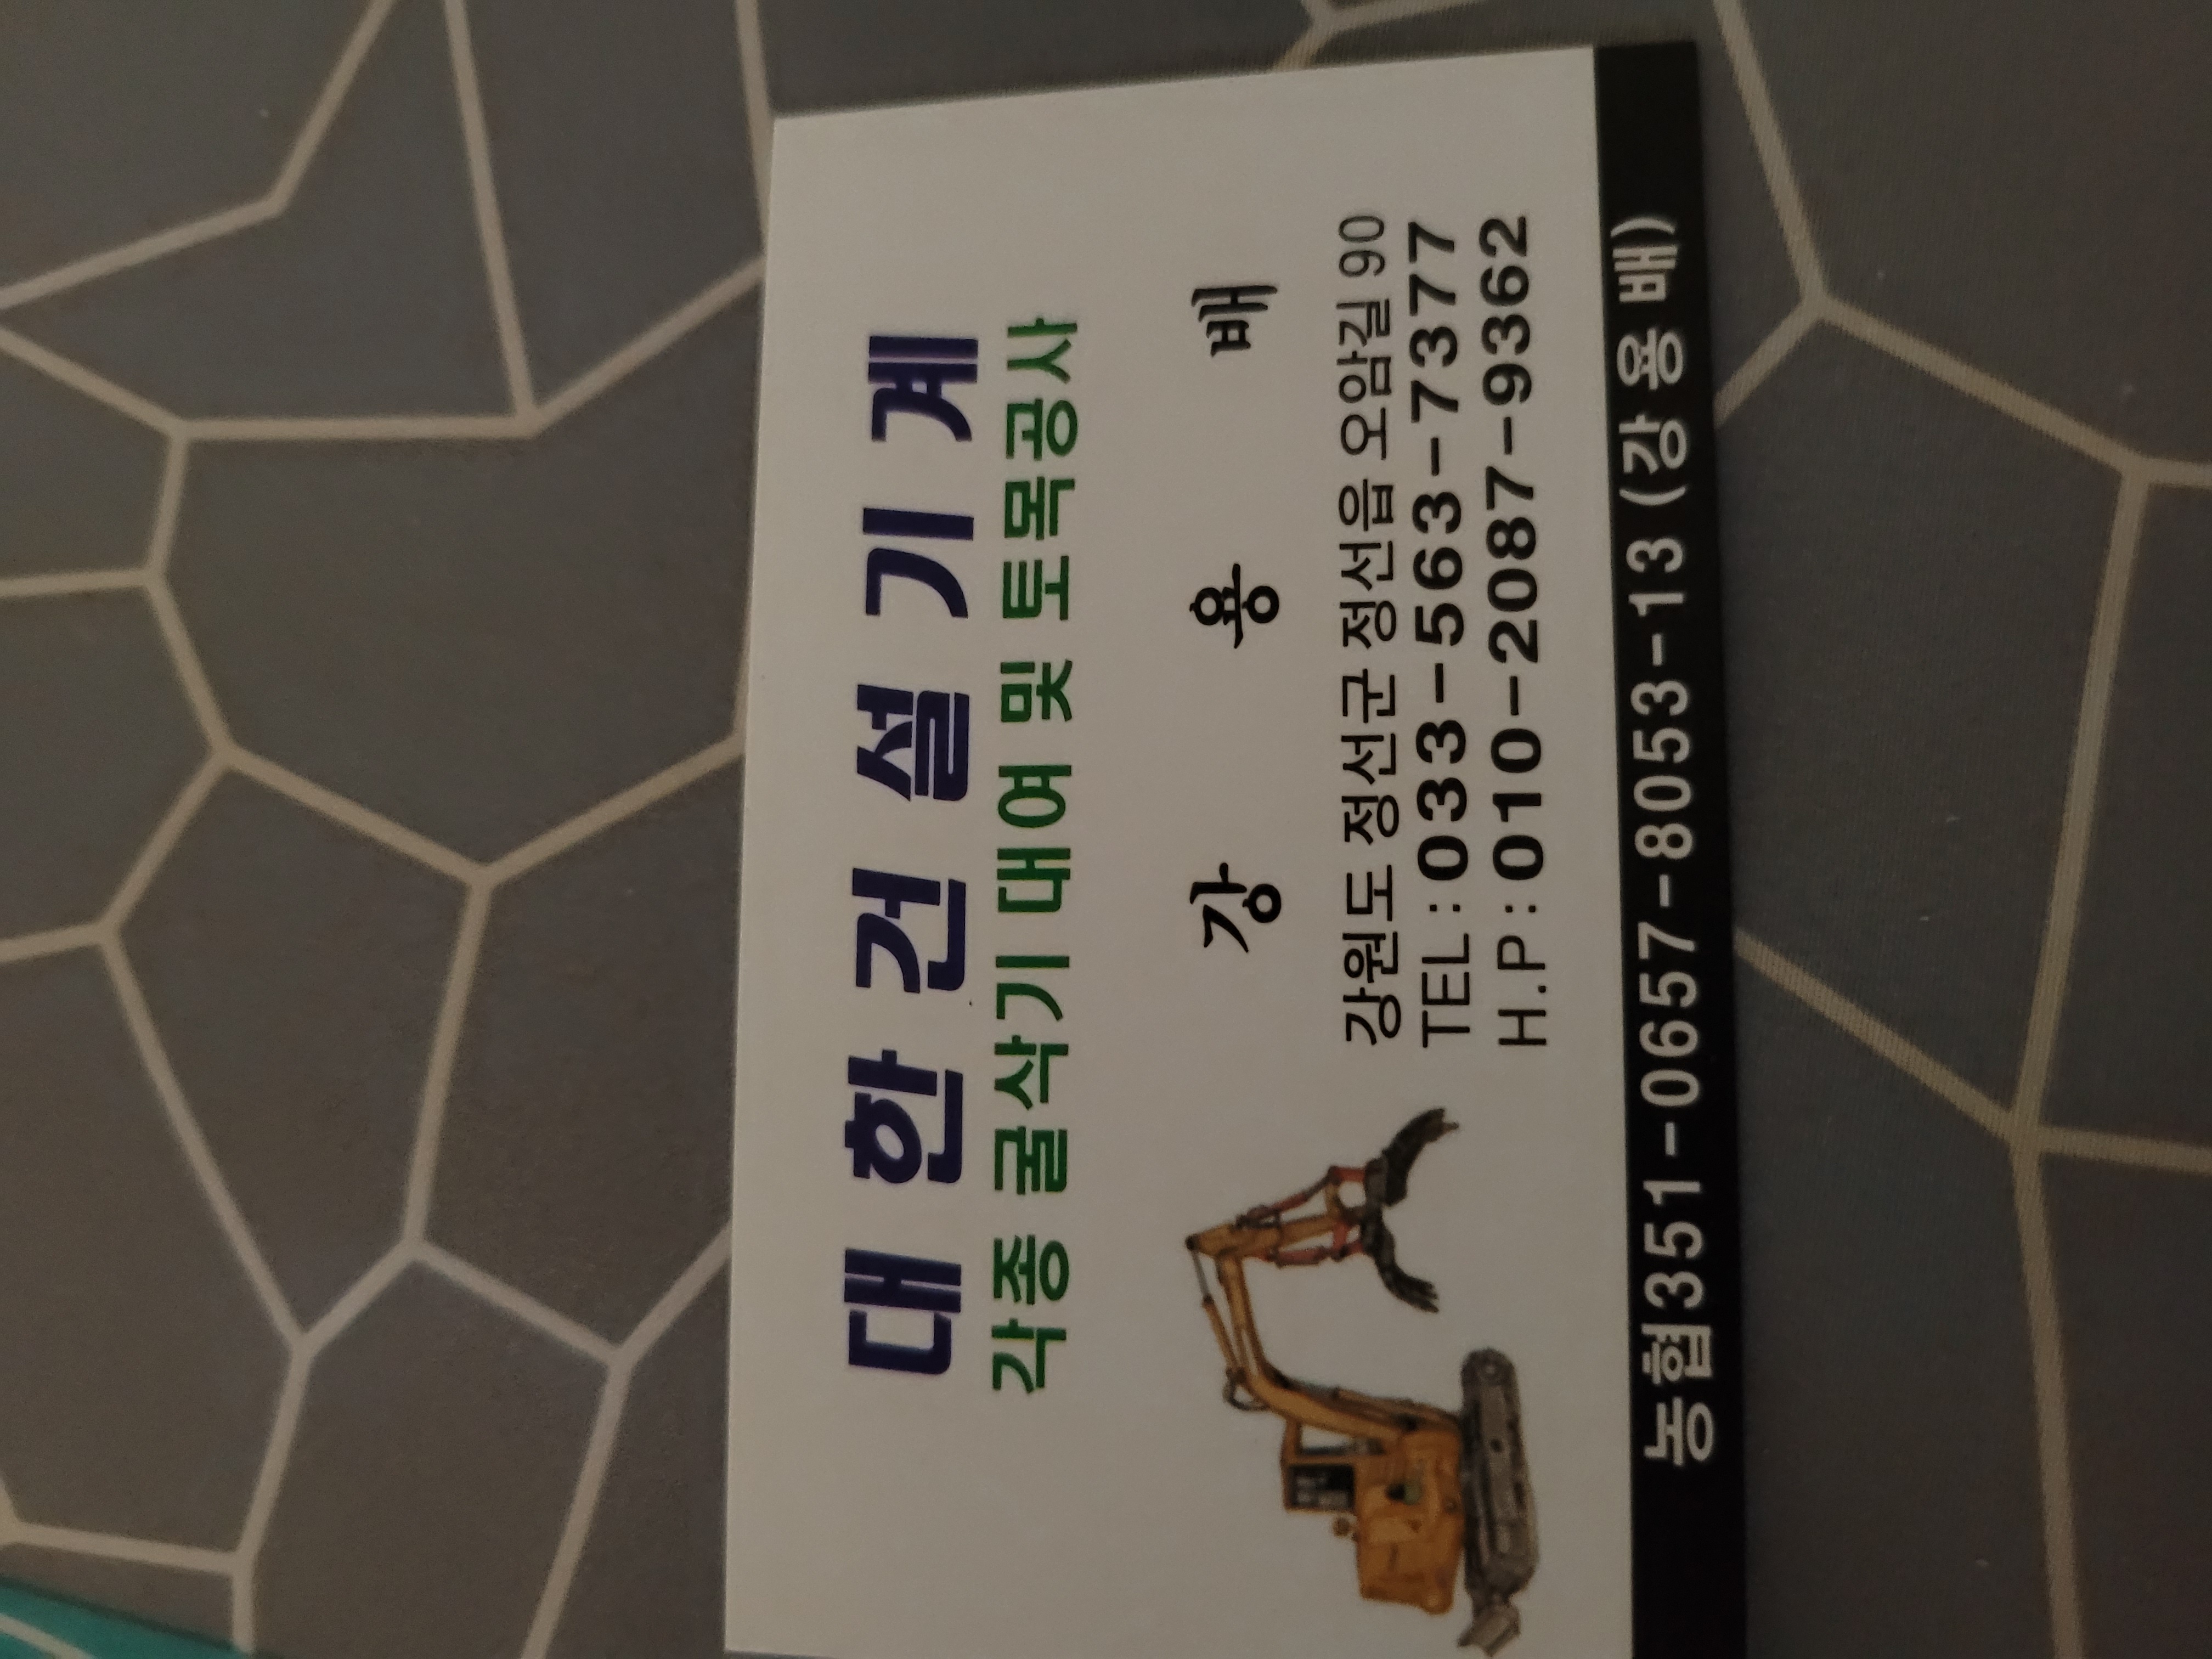 대한건설기계
각종 굴삭기 대여 및 토목공사
강 용 배
강원도 정선군 정선읍 오암길 90
TEL : 033-563-7377
H.P : 010-2087-9362
농협351-0657-8053-13 (강 용 배)